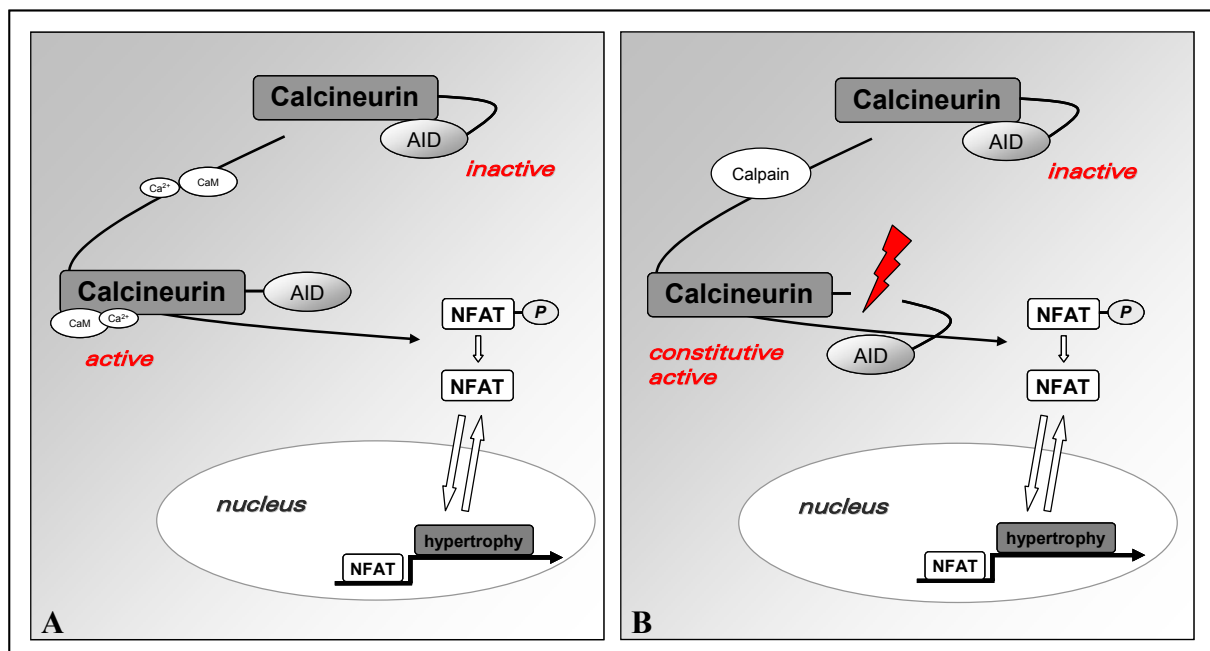 Calcineurin
AID
inactive
Ca²⁺
CaM
Calcineurin
AID
CaM
Ca²⁺
active
NFAT
P
NFAT
nucleus
hypertrophy
NFAT
A
Calcineurin
AID
inactive
Calpain
Calcineurin
AID
constitutive
active
NFAT
P
NFAT
nucleus
hypertrophy
NFAT
B